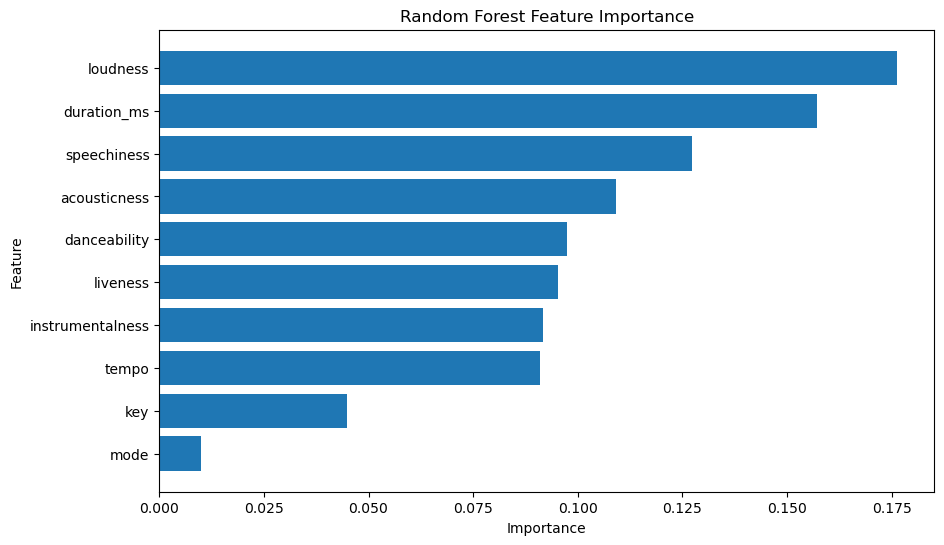 Random Forest Feature Importance
loudness
duration_ms
speechiness
acousticness
danceability
liveness
instrumentalness
tempo
key
mode
Feature
0.000 0.025 0.050 0.075 0.100 0.125 0.150 0.175
Importance